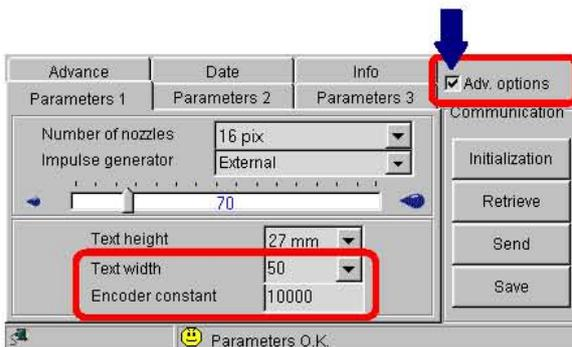 Advance Date Info
Adv. options
Parameters 1 Parameters 2 Parameters 3
Communication
Number of nozzles 16 pix
Impulse generator External
Initialization
70
Retrieve
Text height 27 mm
Send
Text width 50
Encoder constant 10000
Save
Parameters O.K.